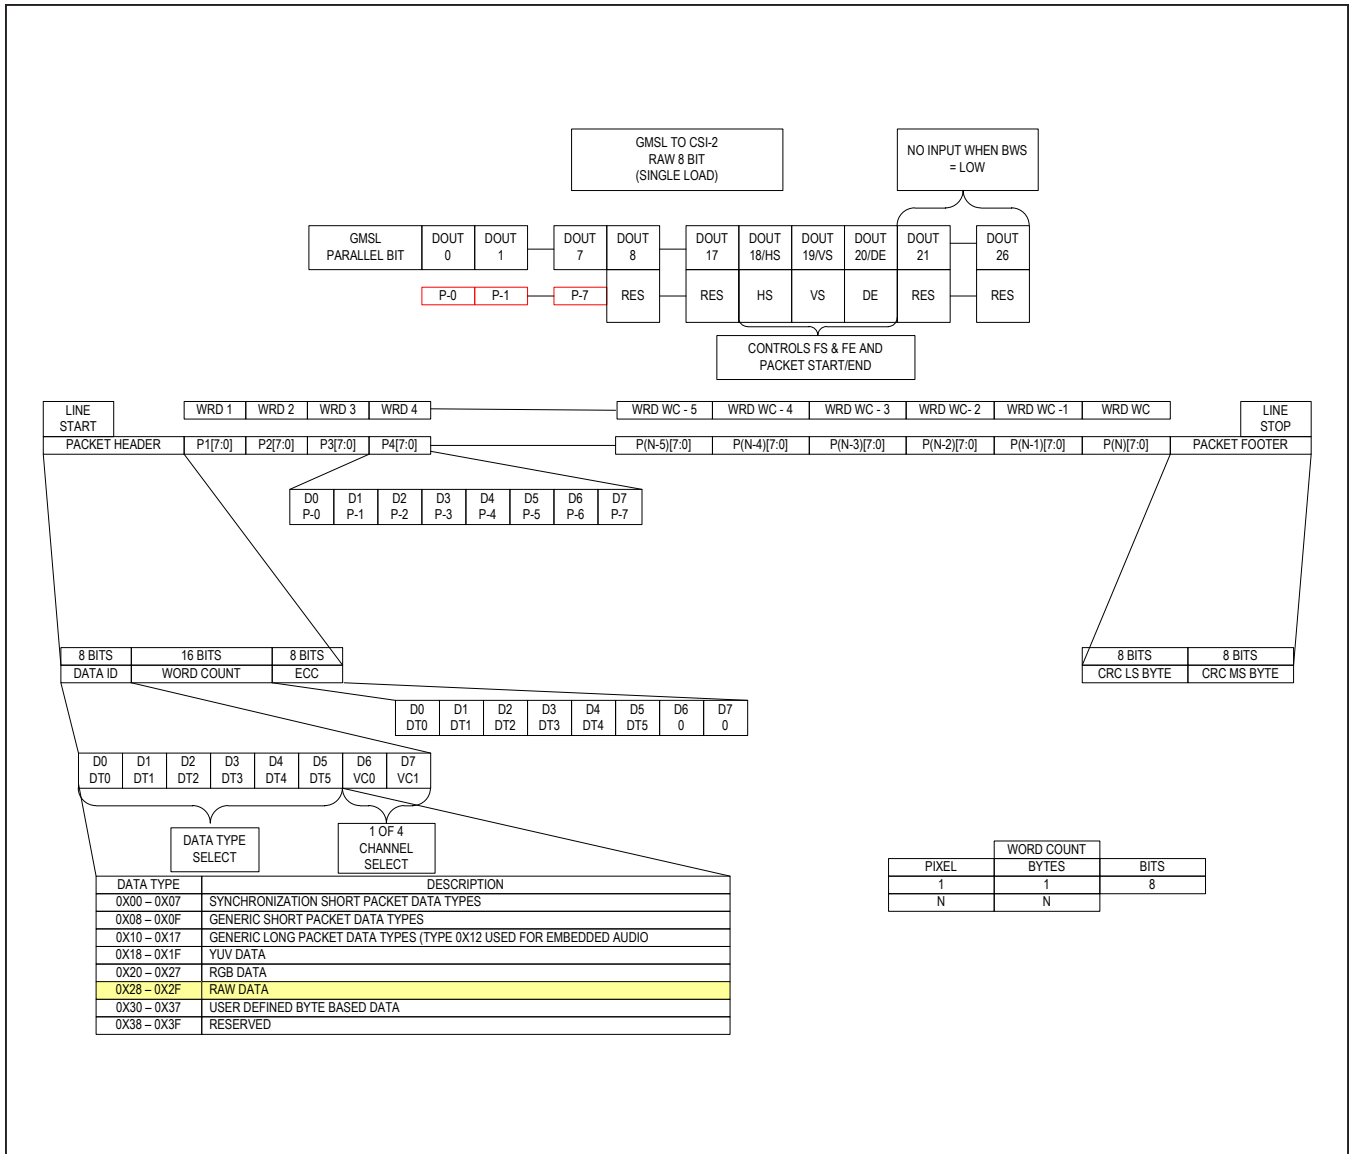 GMSL TO CSI-2
RAW 8 BIT
(SINGLE LOAD)
NO INPUT WHEN BWS
= LOW
GMSL
PARALLEL BIT
DOUT
0
DOUT
1
DOUT
7
DOUT
8
DOUT
17
DOUT
18/HS
DOUT
19/VS
DOUT
20/DE
DOUT
21
DOUT
26
P-0 P-1 P-7 RES RES HS VS DE RES RES
CONTROLS FS & FE AND
PACKET START/END
LINE
START
WRD 1 WRD 2 WRD 3 WRD 4 WRD WC - 5 WRD WC - 4 WRD WC - 3 WRD WC- 2 WRD WC -1 WRD WC
LINE
STOP
PACKET HEADER P1[7:0] P2[7:0] P3[7:0] P4[7:0] P(N-5)[7:0] P(N-4)[7:0] P(N-3)[7:0] P(N-2)[7:0] P(N-1)[7:0] P(N)[7:0] PACKET FOOTER
D0 D1 D2 D3 D4 D5 D6 D7
P-0 P-1 P-2 P-3 P-4 P-5 P-6 P-7
8 BITS 16 BITS 8 BITS
DATA ID WORD COUNT ECC
8 BITS 8 BITS
CRC LS BYTE CRC MS BYTE
D0 D1 D2 D3 D4 D5 D6 D7
DT0 DT1 DT2 DT3 DT4 DT5 0 0
D0 D1 D2 D3 D4 D5 D6 D7
DT0 DT1 DT2 DT3 DT4 DT5 VC0 VC1
DATA TYPE
SELECT
1 OF 4
CHANNEL
SELECT
WORD COUNT
PIXEL BYTES BITS
1 1 8
N N
DATA TYPE DESCRIPTION
0X00 – 0X07 SYNCHRONIZATION SHORT PACKET DATA TYPES
0X08 – 0X0F GENERIC SHORT PACKET DATA TYPES
0X10 – 0X17 GENERIC LONG PACKET DATA TYPES (TYPE 0X12 USED FOR EMBEDDED AUDIO
0X18 – 0X1F YUV DATA
0X20 – 0X27 RGB DATA
0X28 – 0X2F RAW DATA
0X30 – 0X37 USER DEFINED BYTE BASED DATA
0X38 – 0X3F RESERVED